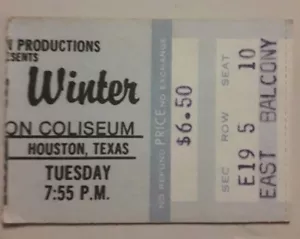 N PRODUCTIONS
ESENTS
Winter
ON COLISEUM
HOUSTON, TEXAS
TUESDAY
7:55 P.M.
NO REFUND PRICE NO EXCHANGE
$6.50
SEC ROW SEAT
E19 5 10
EAST BALCONY